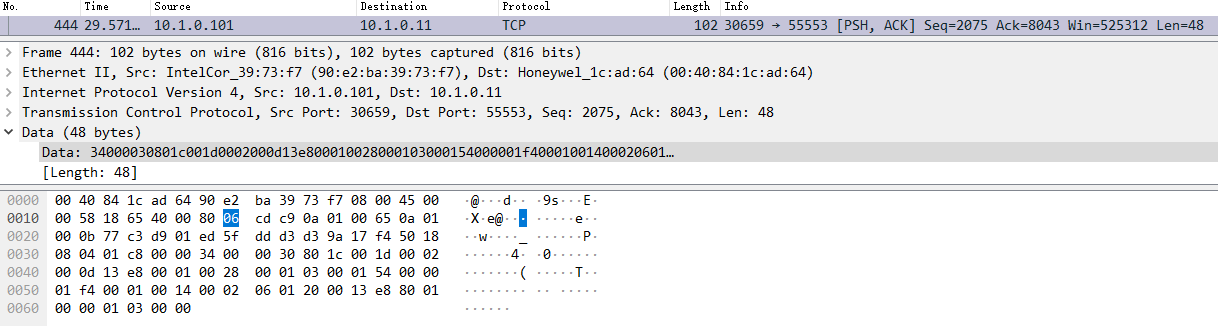 No. Time Source Destination Protocol Length Info
444 29.571… 10.1.0.101 10.1.0.11 TCP 102 30659 → 55553 [PSH, ACK] Seq=2075 Ack=8043 Win=525312 Len=48
Frame 444: 102 bytes on wire (816 bits), 102 bytes captured (816 bits)
Ethernet II, Src: IntelCor_39:73:f7 (90:e2:ba:39:73:f7), Dst: Honeywel_1c:ad:64 (00:40:84:1c:ad:64)
Internet Protocol Version 4, Src: 10.1.0.101, Dst: 10.1.0.11
Transmission Control Protocol, Src Port: 30659, Dst Port: 55553, Seq: 2075, Ack: 8043, Len: 48
Data (48 bytes)
Data: 34000030801c001d0002000d13e8000100280001030001540000001f40001001400020601…
[Length: 48]
0000 00 40 84 1c ad 64 90 e2 ba 39 73 f7 08 00 45 00 ·@···d·· ·9s···E·
0010 00 58 18 65 40 00 80 06 cd c9 0a 01 00 65 0a 01 ·X·e@··· ·····e··
0020 00 0b 77 c3 d9 01 ed 5f dd d3 d3 9a 17 f4 50 18 ··w····_ ······P·
0030 08 04 01 c8 00 00 34 00 00 30 80 1c 00 1d 00 02 ······4· ·0······
0040 00 0d 13 e8 00 01 00 28 00 01 03 00 01 54 00 00 ·······( ·····T··
0050 01 f4 00 01 00 14 00 02 06 01 20 00 13 e8 80 01 ········ ·· ·····
0060 00 00 01 03 00 00 ······